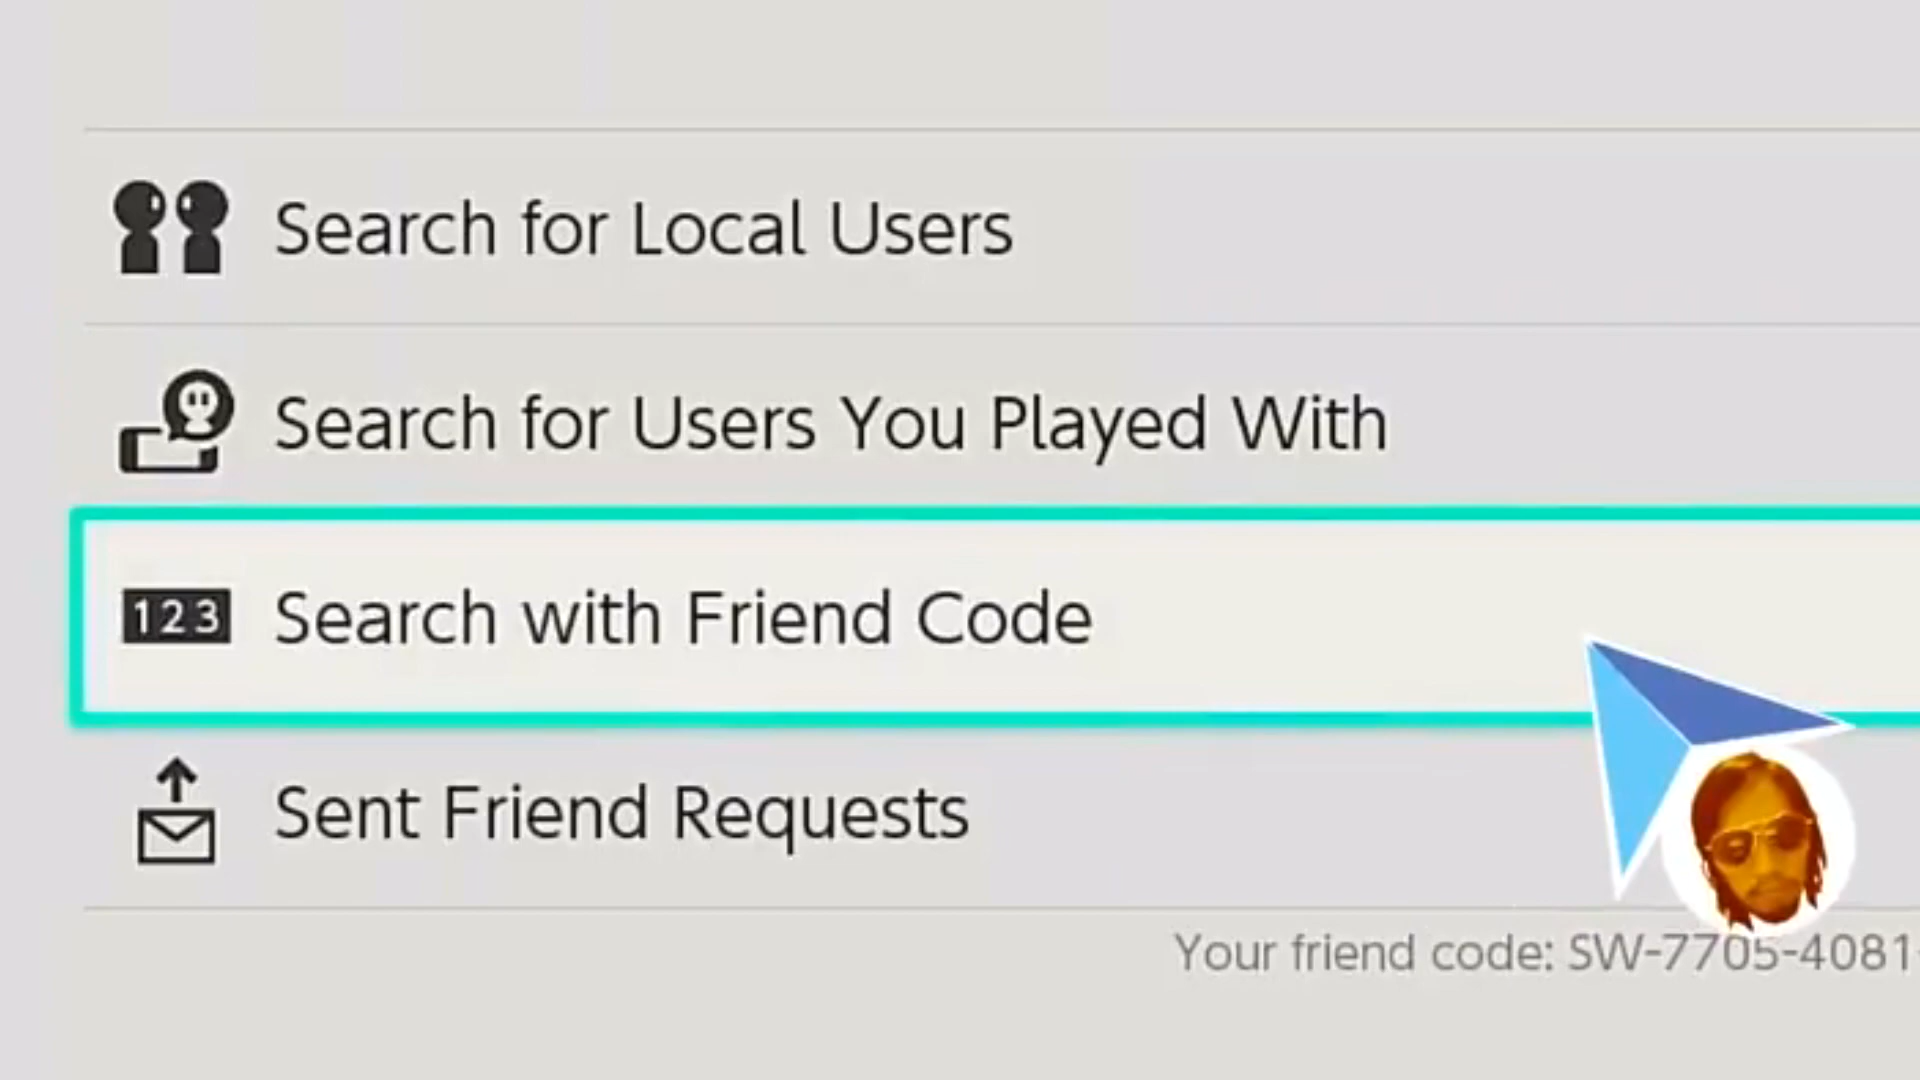 Search for Local Users
Search for Users You Played With
123 Search with Friend Code
Sent Friend Requests
Your friend code: SW-7705-4081-